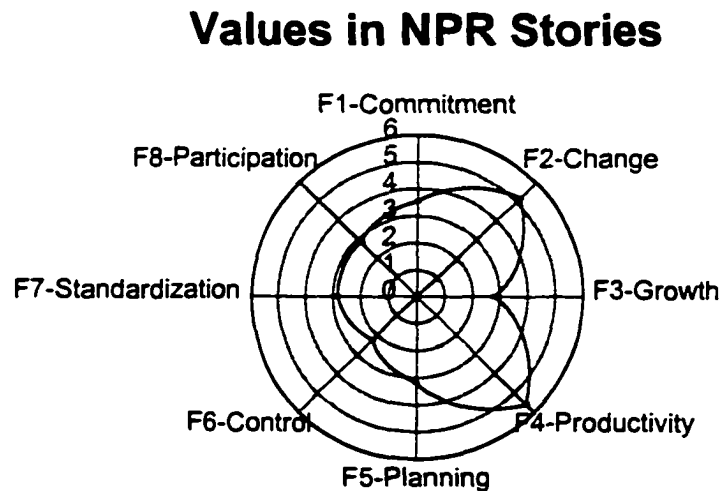 Values in NPR Stories
F1-Commitment
6
F8-Participation
5
F2-Change
4
3
2
1
F7-Standardization
0
F3-Growth
F6-Control
F4-Productivity
F5-Planning